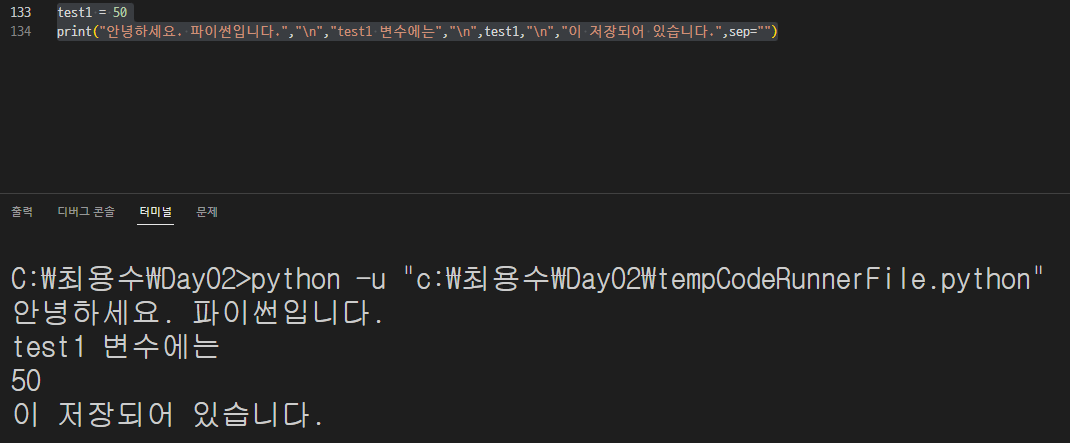 133 test1 = 50
134 print("안녕하세요. 파이썬입니다.","\n","test1 변수에는","\n",test1,"\n","이 저장되어 있습니다.",sep="")
출력 디버그 콘솔 터미널 문제
C:₩최용수₩Day02>python -u "c:₩최용수₩Day02₩tempCodeRunnerFile.python"
안녕하세요. 파이썬입니다.
test1 변수에는
50
이 저장되어 있습니다.